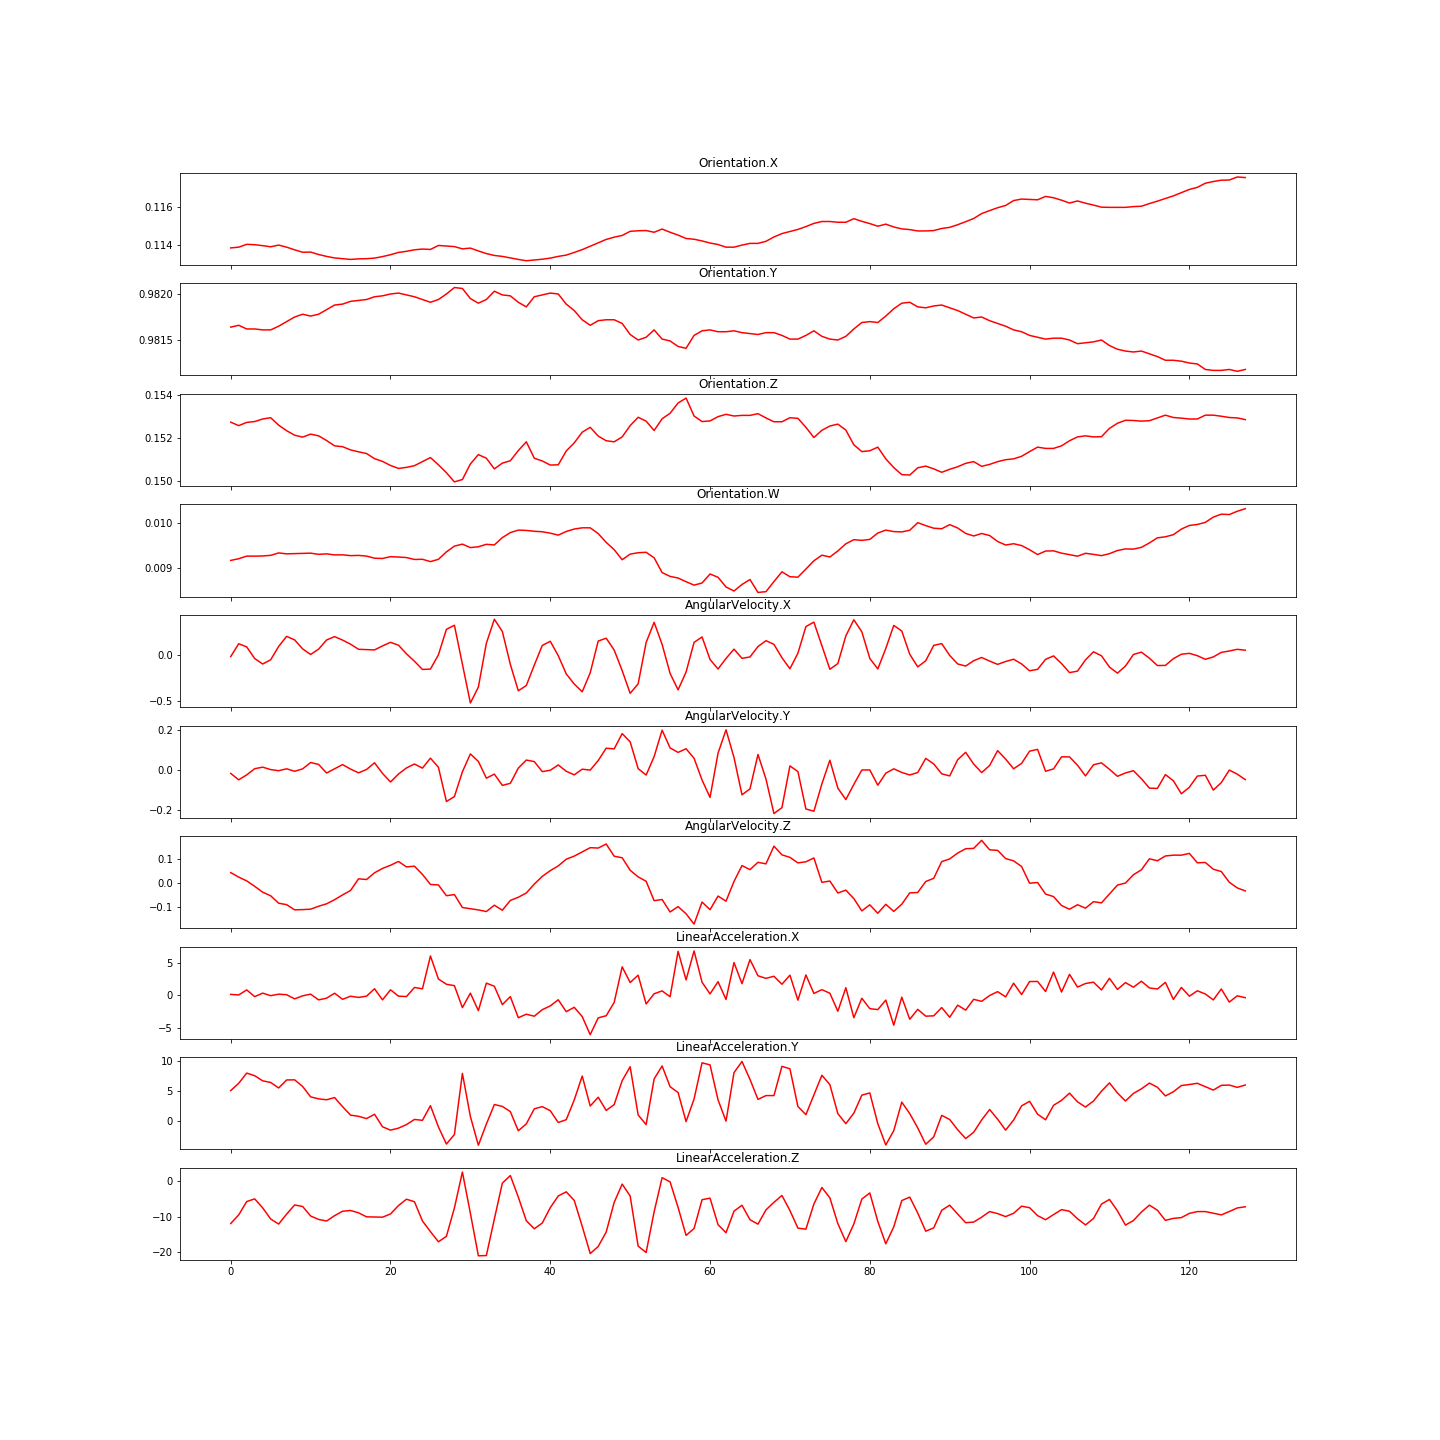 Orientation.X
0.116
0.114
Orientation.Y
0.9820
0.9815
Orientation.Z
0.154
0.152
0.150
Orientation.W
0.010
0.009
AngularVelocity.X
0.0
−0.5
AngularVelocity.Y
0.2
0.0
−0.2
AngularVelocity.Z
0.1
0.0
−0.1
LinearAcceleration.X
5
0
−5
LinearAcceleration.Y
10
5
0
LinearAcceleration.Z
0
−10
−20
0 20 40 60 80 100 120